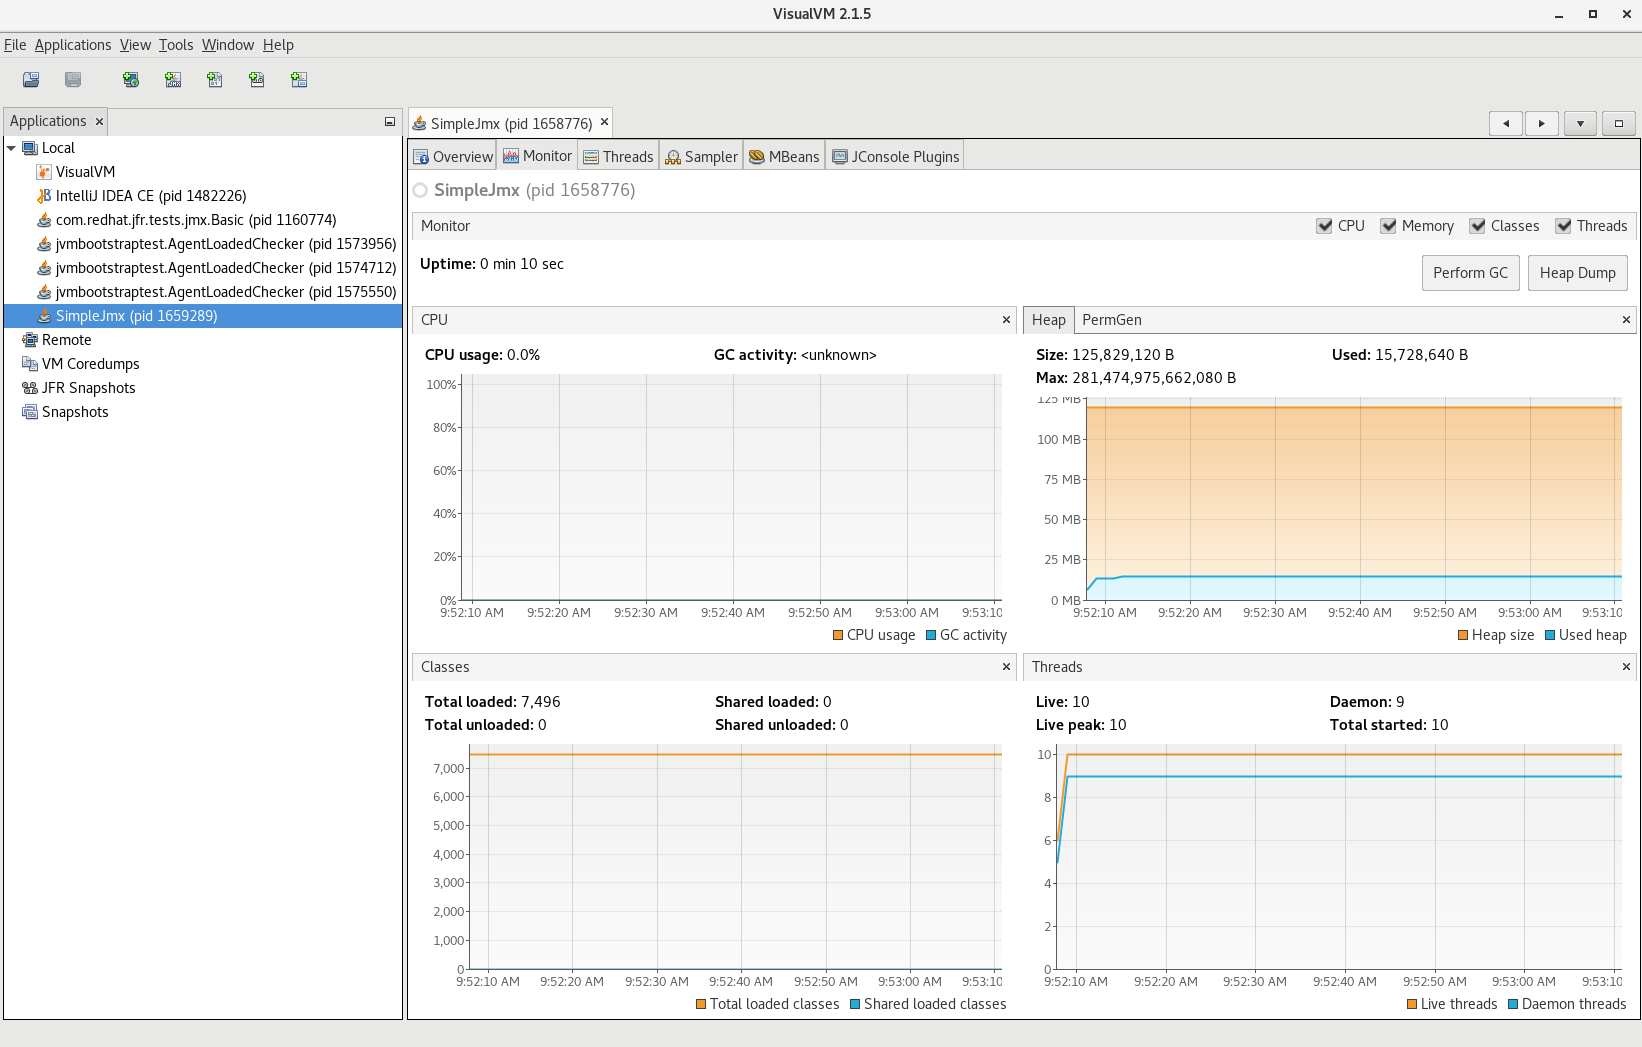 VisualVM 2.1.5
File Applications View Tools Window Help
Applications
Local
VisualVM
IntelliJ IDEA CE (pid 1482226)
com.redhat.jfr.tests.jmx.Basic (pid 1160774)
jvmbootstraptest.AgentLoadedChecker (pid 1573956)
jvmbootstraptest.AgentLoadedChecker (pid 1574712)
jvmbootstraptest.AgentLoadedChecker (pid 1575550)
SimpleJmx (pid 1659289)
Remote
VM Coredumps
JFR Snapshots
Snapshots
SimpleJmx (pid 1658776)
Overview Monitor Threads Sampler MBeans JConsole Plugins
SimpleJmx (pid 1658776)
Monitor CPU Memory Classes Threads
Uptime: 0 min 10 sec
Perform GC Heap Dump
CPU
CPU usage: 0.0% GC activity: <unknown>
100%
80%
60%
40%
20%
0%
9:52:10 AM 9:52:20 AM 9:52:30 AM 9:52:40 AM 9:52:50 AM 9:53:00 AM 9:53:10
CPU usage GC activity
Heap PermGen
Size: 125,829,120 B Used: 15,728,640 B
Max: 281,474,975,662,080 B
125 MB
100 MB
75 MB
50 MB
25 MB
0 MB
9:52:10 AM 9:52:20 AM 9:52:30 AM 9:52:40 AM 9:52:50 AM 9:53:00 AM 9:53:10
Heap size Used heap
Classes
Total loaded: 7,496 Shared loaded: 0
Total unloaded: 0 Shared unloaded: 0
7,000
6,000
5,000
4,000
3,000
2,000
1,000
0
9:52:10 AM 9:52:20 AM 9:52:30 AM 9:52:40 AM 9:52:50 AM 9:53:00 AM 9:53:10
Total loaded classes Shared loaded classes
Threads
Live: 10 Daemon: 9
Live peak: 10 Total started: 10
10
8
6
4
2
0
9:52:10 AM 9:52:20 AM 9:52:30 AM 9:52:40 AM 9:52:50 AM 9:53:00 AM 9:53:10
Live threads Daemon threads